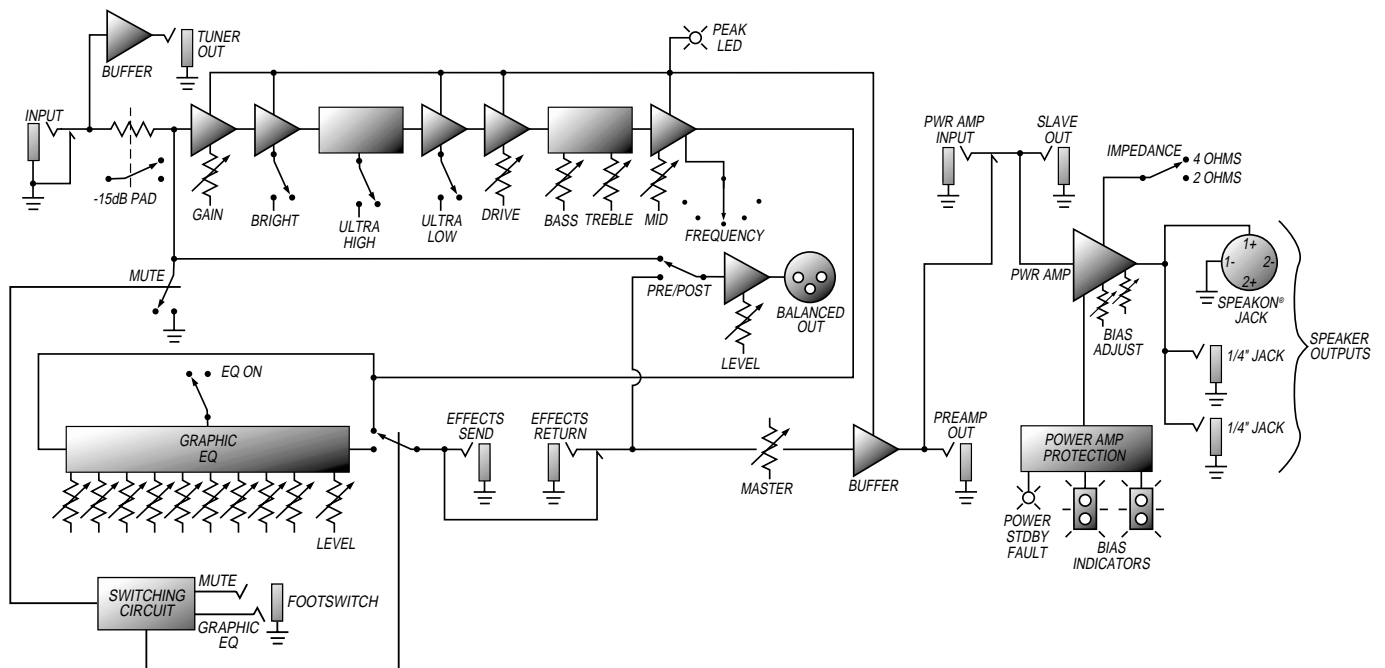 TUNER
OUT
BUFFER
PEAK
LED
INPUT
-15dB PAD
GAIN
BRIGHT
ULTRA
HIGH
ULTRA
LOW
DRIVE
BASS
TREBLE
MID
FREQUENCY
PWR AMP
INPUT
SLAVE
OUT
IMPEDANCE
4 OHMS
2 OHMS
MUTE
PRE/POST
LEVEL
BALANCED
OUT
PWR AMP
BIAS
ADJUST
1+
1-
2-
2+
SPEAKON®
JACK
1/4" JACK
1/4" JACK
SPEAKER
OUTPUTS
EQ ON
GRAPHIC
EQ
LEVEL
EFFECTS
SEND
EFFECTS
RETURN
MASTER
BUFFER
PREAMP
OUT
POWER AMP
PROTECTION
POWER
STDBY
FAULT
BIAS
INDICATORS
SWITCHING
CIRCUIT
MUTE
GRAPHIC
EQ
FOOTSWITCH